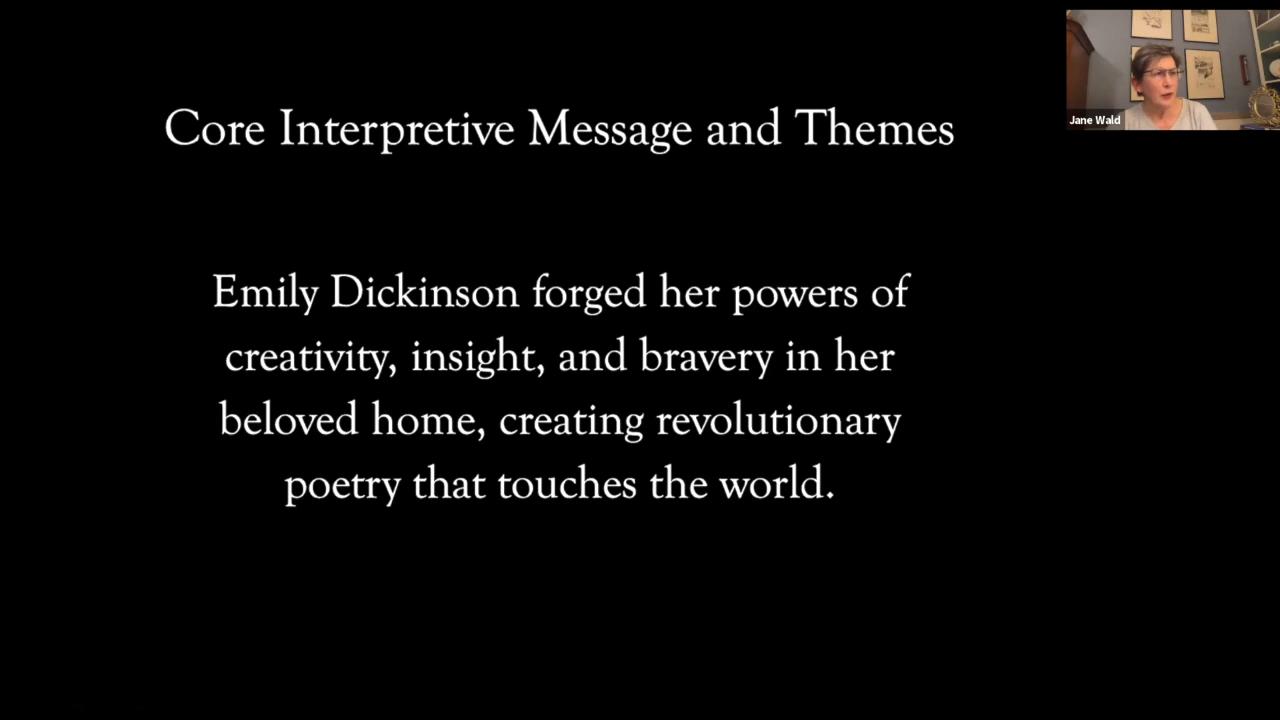 Core Interpretive Message and Themes
Emily Dickinson forged her powers of
creativity, insight, and bravery in her
beloved home, creating revolutionary
poetry that touches the world.
Jane Wald